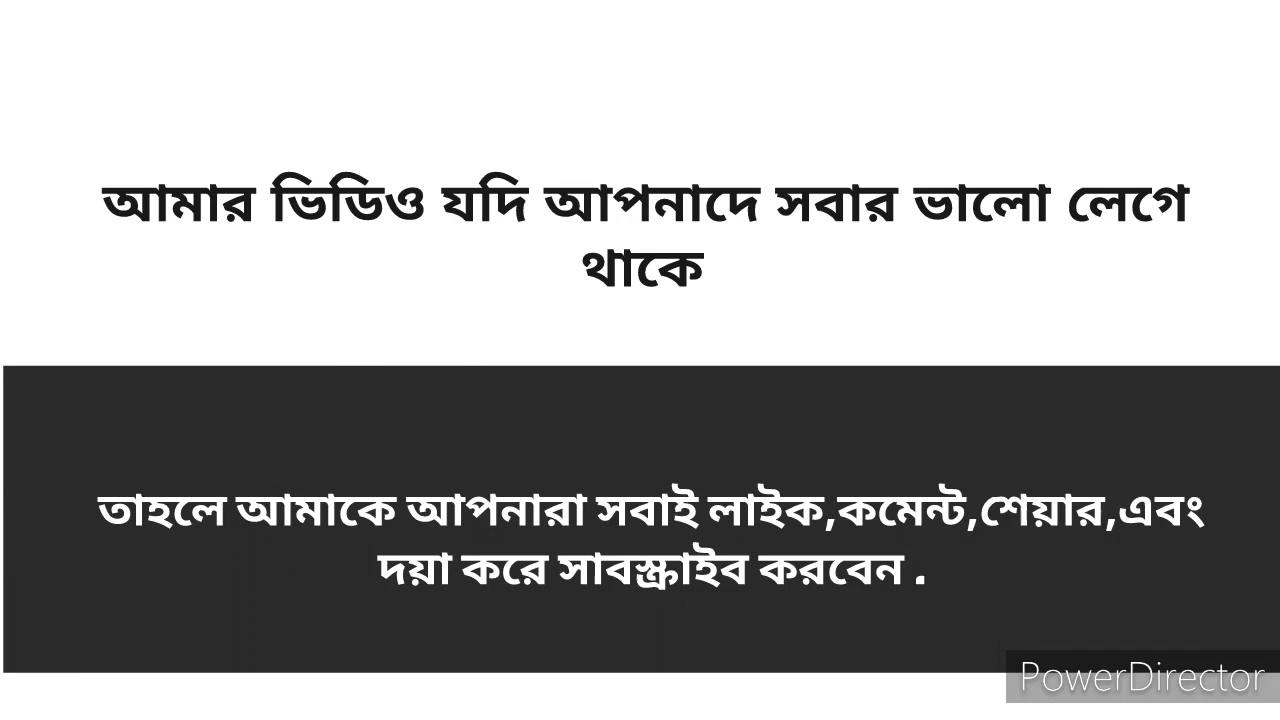 আমার ভিডিও যদি আপনাদে সবার ভালো লেগে
থাকে
তাহলে আমাকে আপনারা সবাই লাইক,কমেন্ট,শেয়ার,এবং
দয়া করে সাবস্ক্রাইব করবেন .
PowerDirector